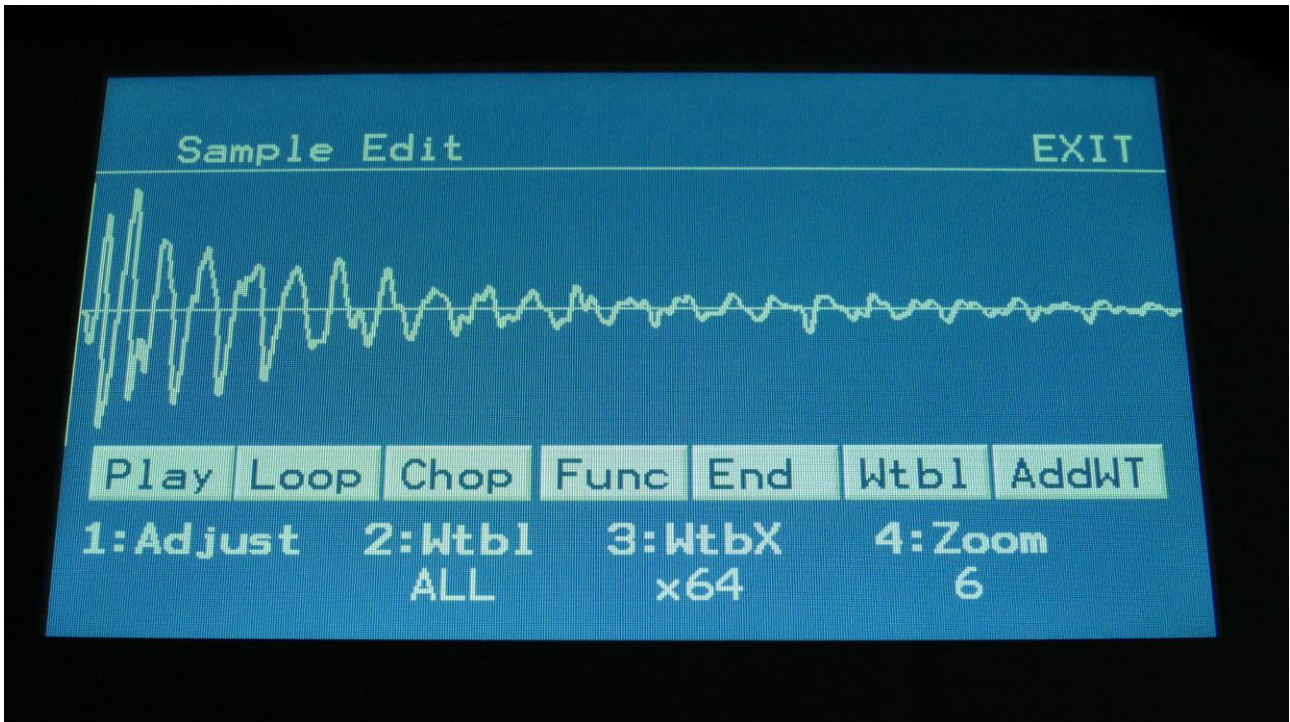 Sample Edit EXIT
Play Loop Chop Func End Wtbl AddWT
1:Adjust 2:Wtbl 3:WtbX 4:Zoom
ALL x64 6